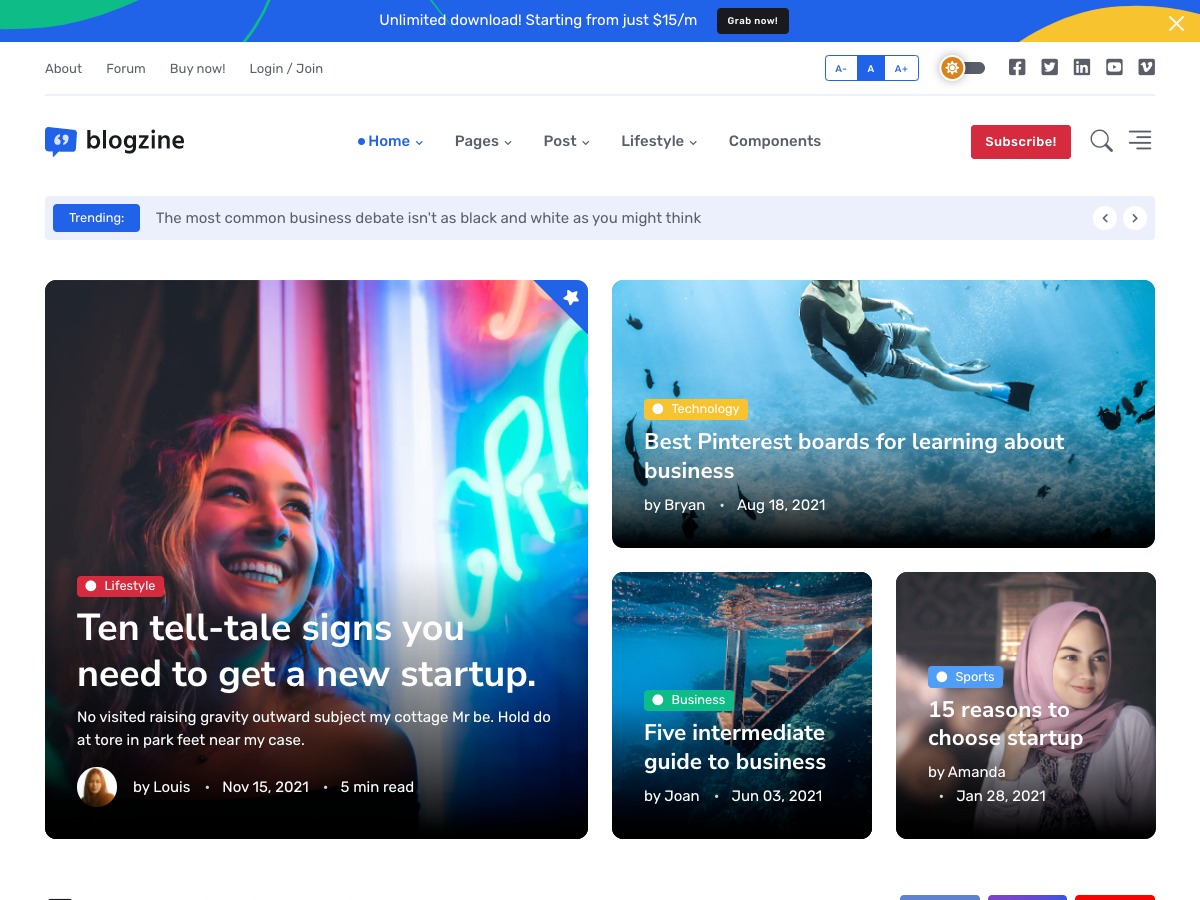 Unlimited download! Starting from just $15/m
Grab now!
About Forum Buy now! Login / Join
A- A A+
blogzine
Home Pages Post Lifestyle Components
Subscribe!
Trending:
The most common business debate isn't as black and white as you might think
Lifestyle
Ten tell-tale signs you
need to get a new startup.
No visited raising gravity outward subject my cottage Mr be. Hold do
at tore in park feet near my case.
by Louis • Nov 15, 2021 • 5 min read
Technology
Best Pinterest boards for learning about
business
by Bryan • Aug 18, 2021
Business
Five intermediate
guide to business
by Joan • Jun 03, 2021
Sports
15 reasons to
choose startup
by Amanda
• Jan 28, 2021